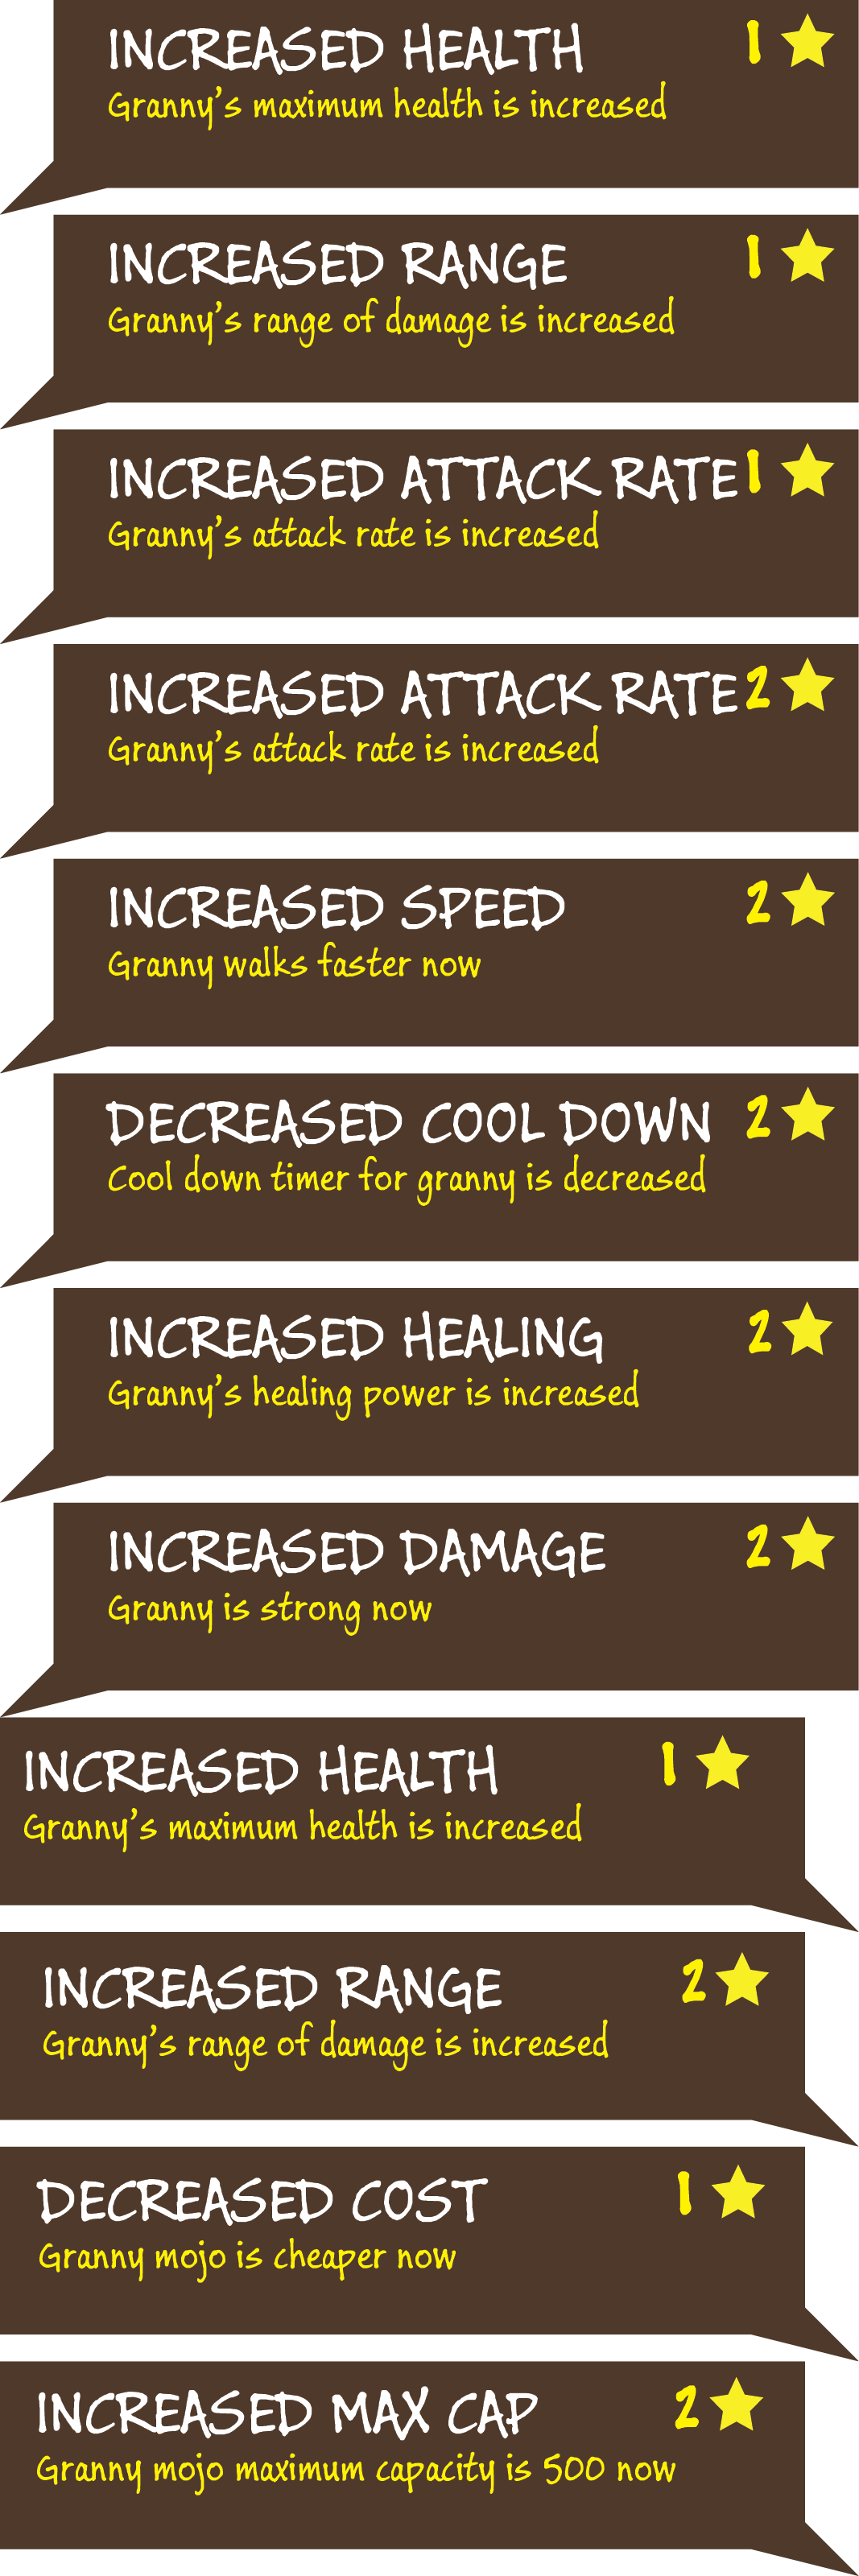 INCREASED HEALTH 1
Granny's maximum health is increased
INCREASED RANGE 1
Granny's range of damage is increased
INCREASED ATTACK RATE 1
Granny's attack rate is increased
INCREASED ATTACK RATE 2
Granny's attack rate is increased
INCREASED SPEED 2
Granny walks faster now
DECREASED COOL DOWN 2
Cool down timer for granny is decreased
INCREASED HEALING 2
Granny's healing power is increased
INCREASED DAMAGE 2
Granny is strong now
INCREASED HEALTH 1
Granny's maximum health is increased
INCREASED RANGE 2
Granny's range of damage is increased
DECREASED COST 1
Granny mojo is cheaper now
INCREASED MAX CAP 2
Granny mojo maximum capacity is 500 now